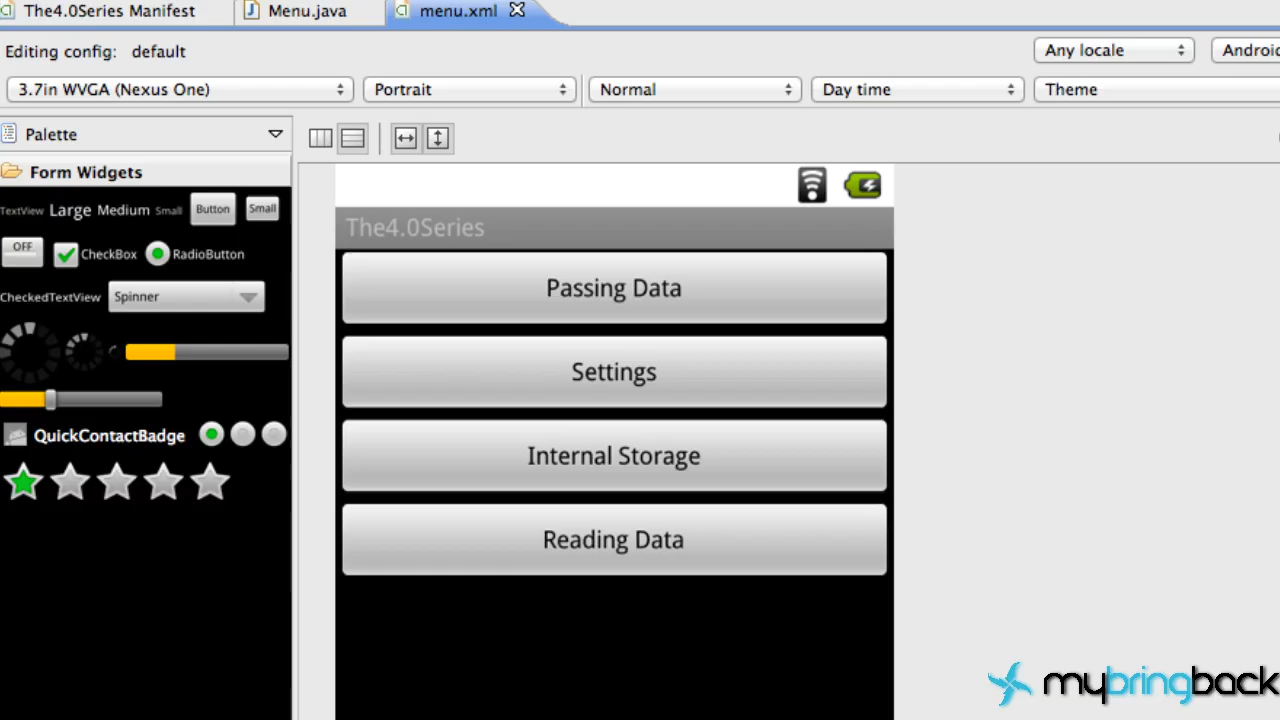 The4.0Series Manifest
Menu.java
menu.xml
Editing config: default
Any locale
Android
3.7in WVGA (Nexus One)
Portrait
Normal
Day time
Theme
Palette
Form Widgets
TextView Large Medium Small Button Small
OFF CheckBox RadioButton
CheckedTextView Spinner
QuickContactBadge
The4.0Series
Passing Data
Settings
Internal Storage
Reading Data
mybringback